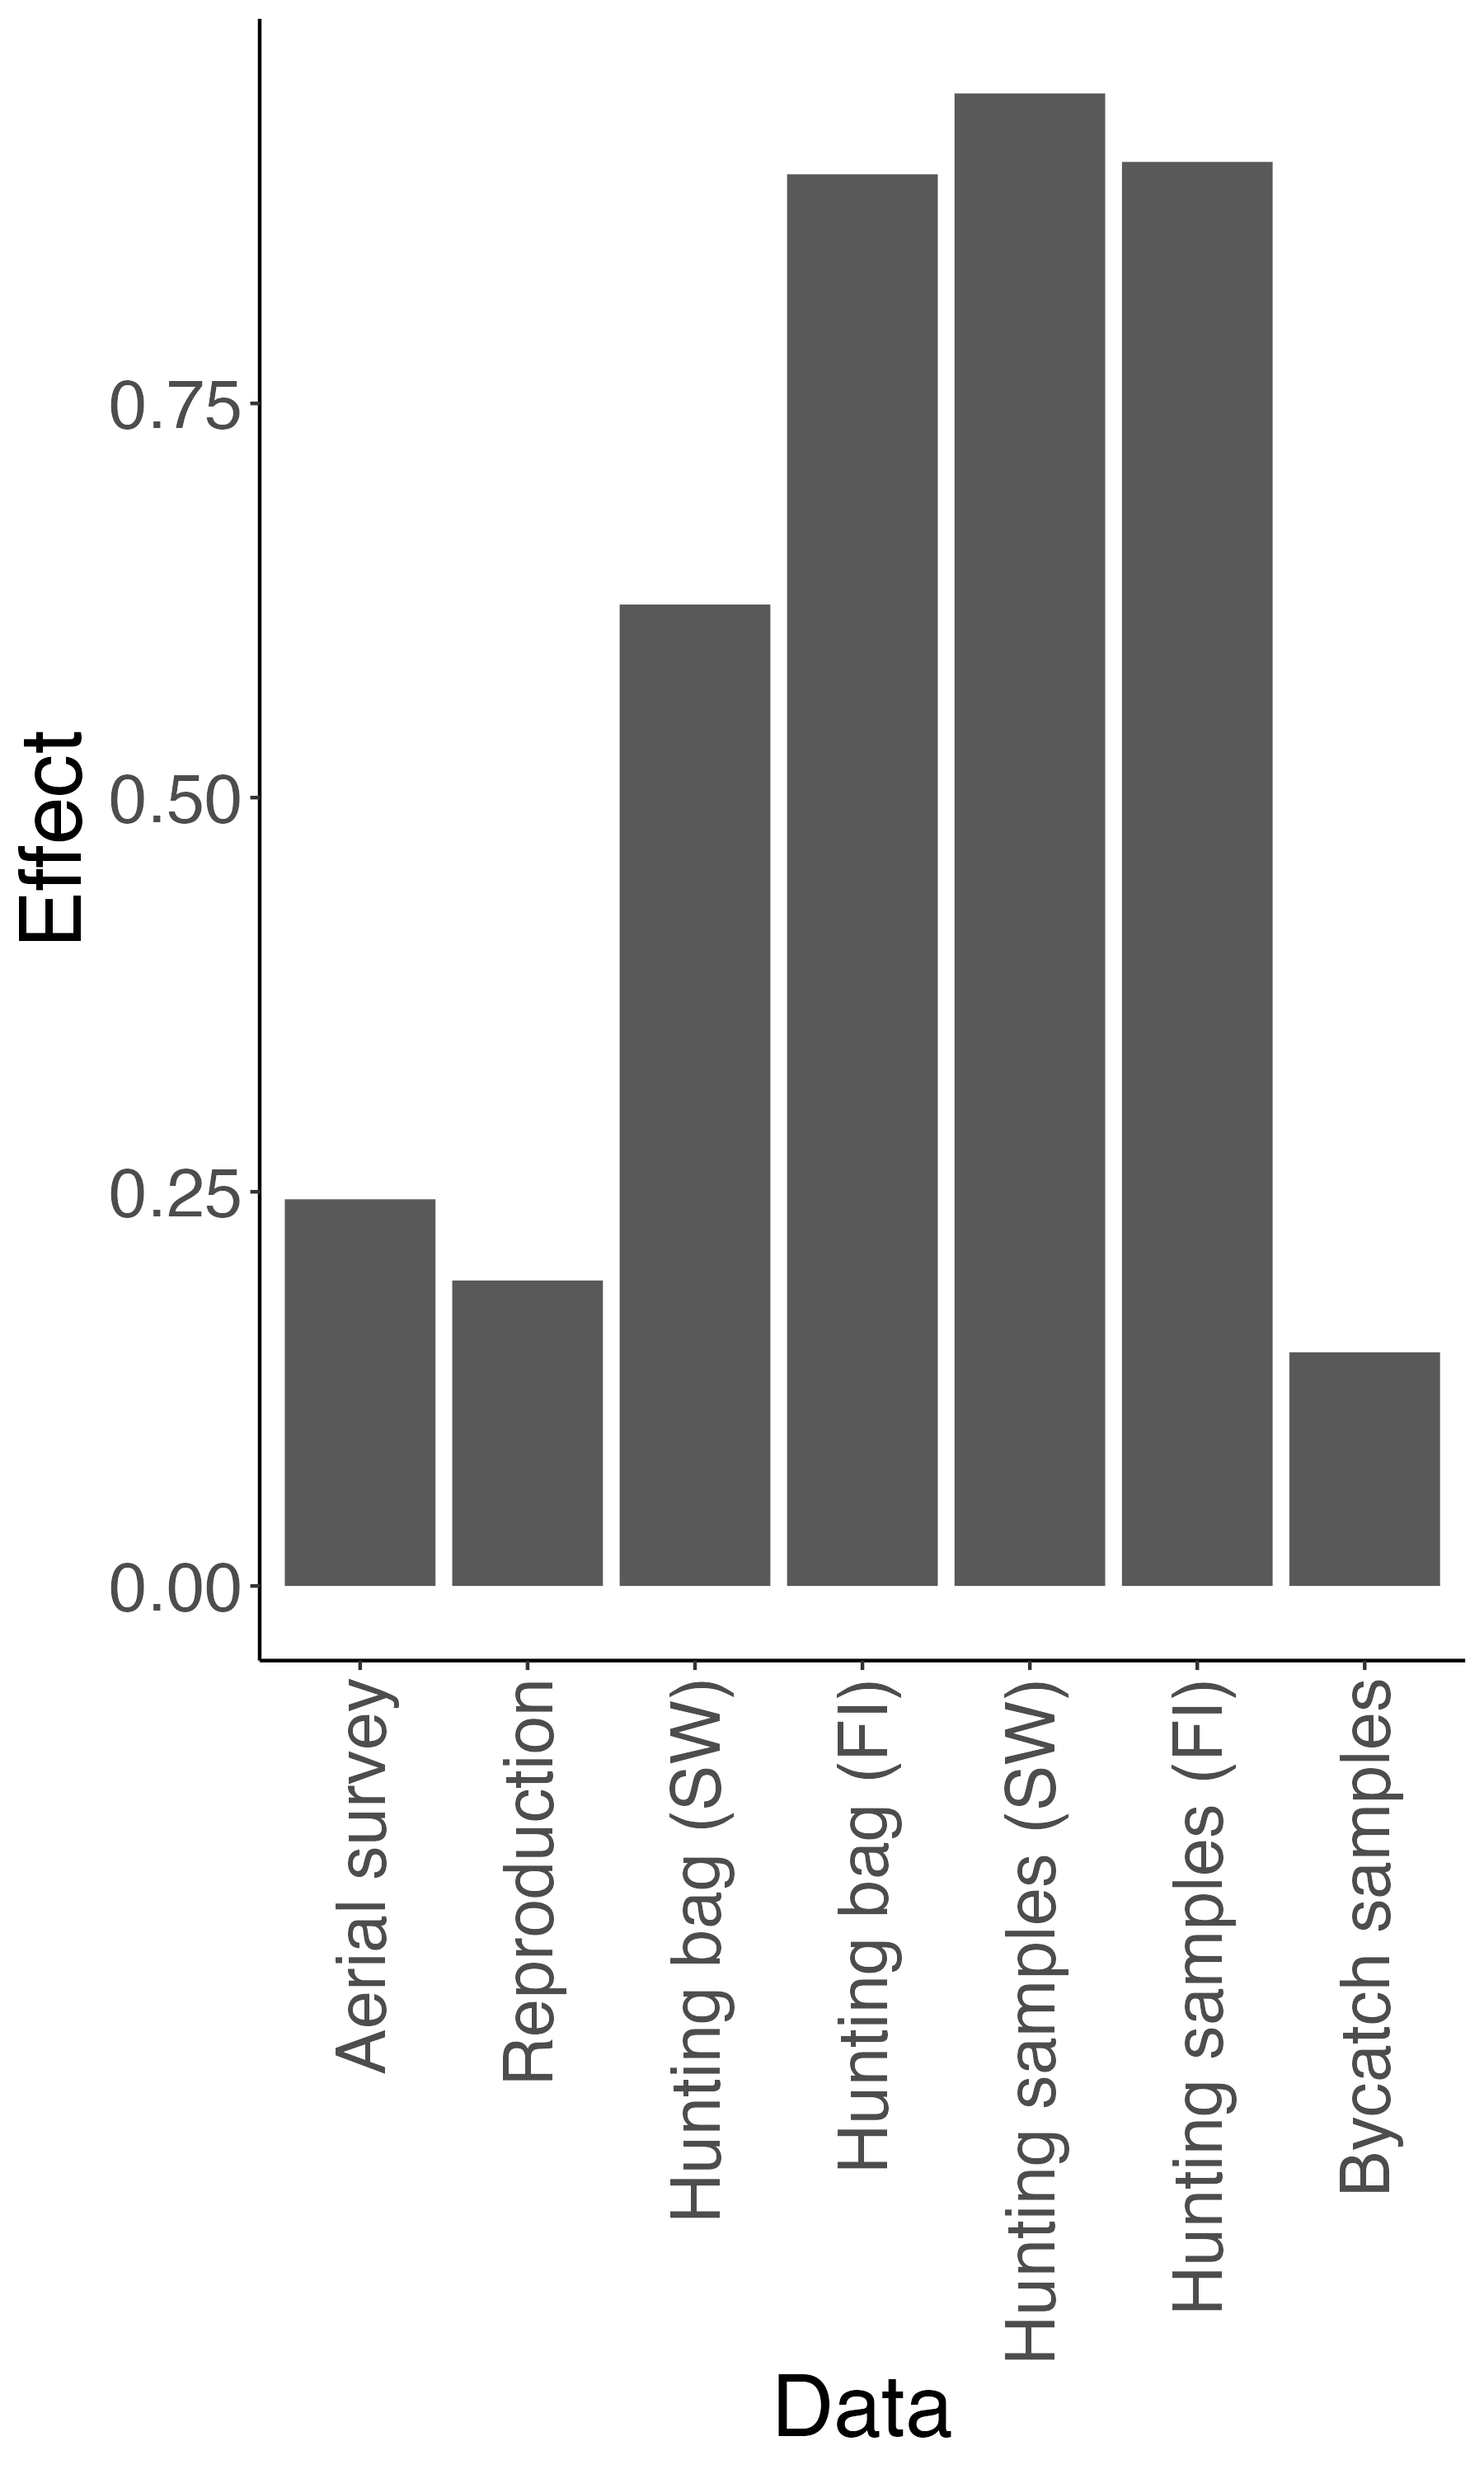 Effect
0.75
0.50
0.25
0.00
Aerial survey
Reproduction
Hunting bag (SW)
Hunting bag (FI)
Hunting samples (SW)
Hunting samples (FI)
Bycatch samples
Data